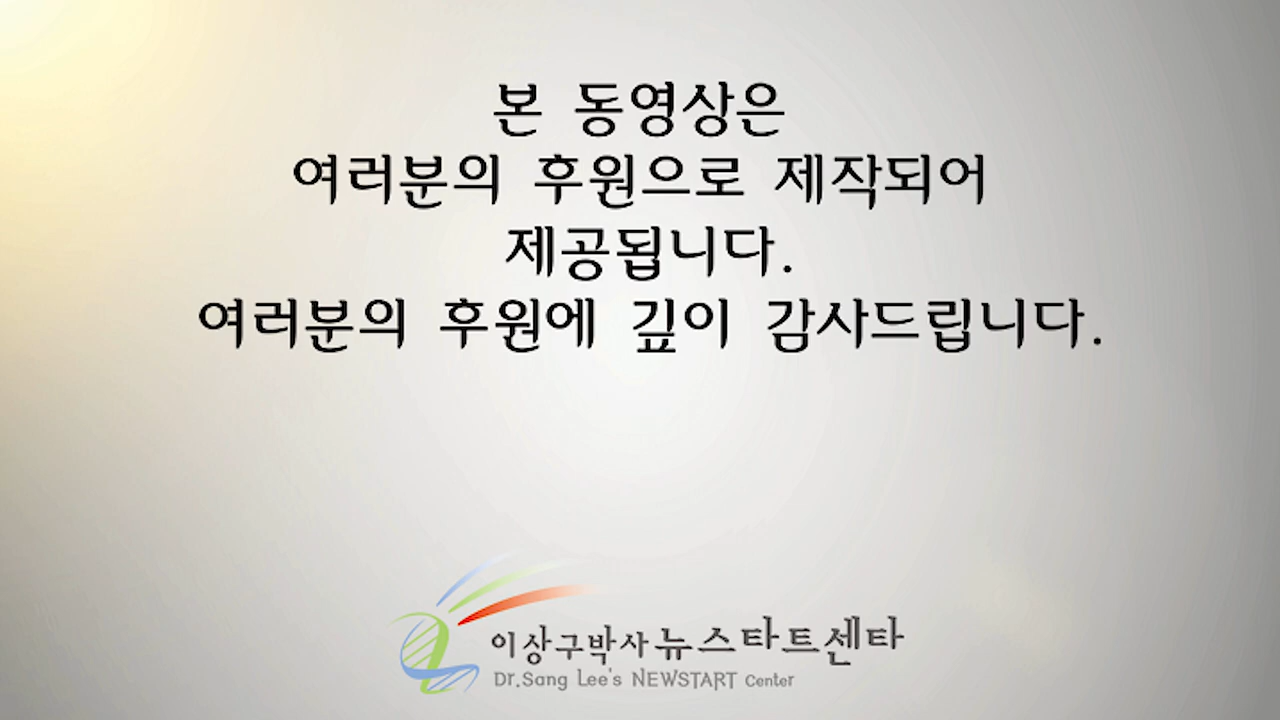 본 동영상은
여러분의 후원으로 제작되어
제공됩니다.
여러분의 후원에 깊이 감사드립니다.
이상구박사 뉴스타트센타
Dr.Sang Lee's NEWSTART Center